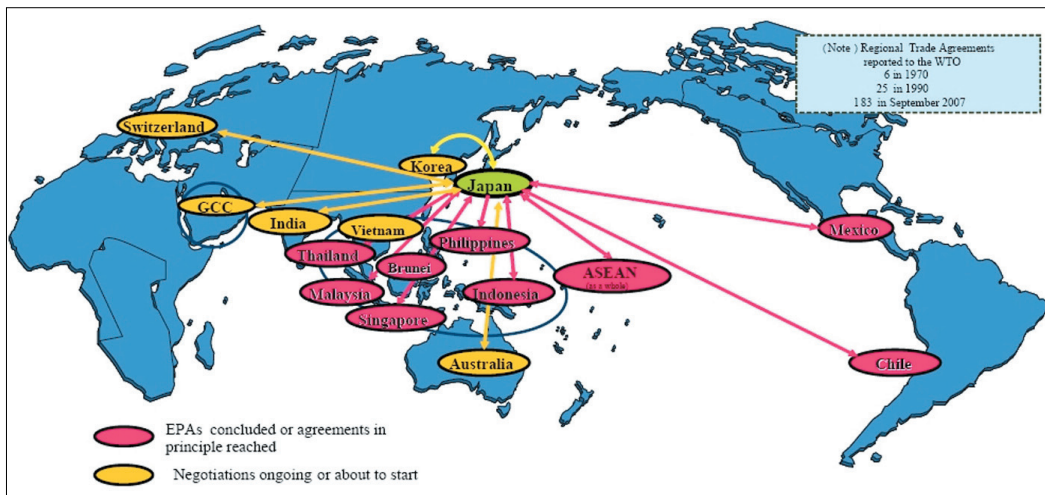 (Note ) Regional Trade Agreements
reported to the WTO
6 in 1970
25 in 1990
183 in September 2007
Switzerland
Korea
Japan
GCC
India
Vietnam
Mexico
Thailand
Philippines
Brunei
ASEAN
(as a whole)
Malaysia
Indonesia
Singapore
Australia
Chile
EPAs concluded or agreements in
principle reached
Negotiations ongoing or about to start